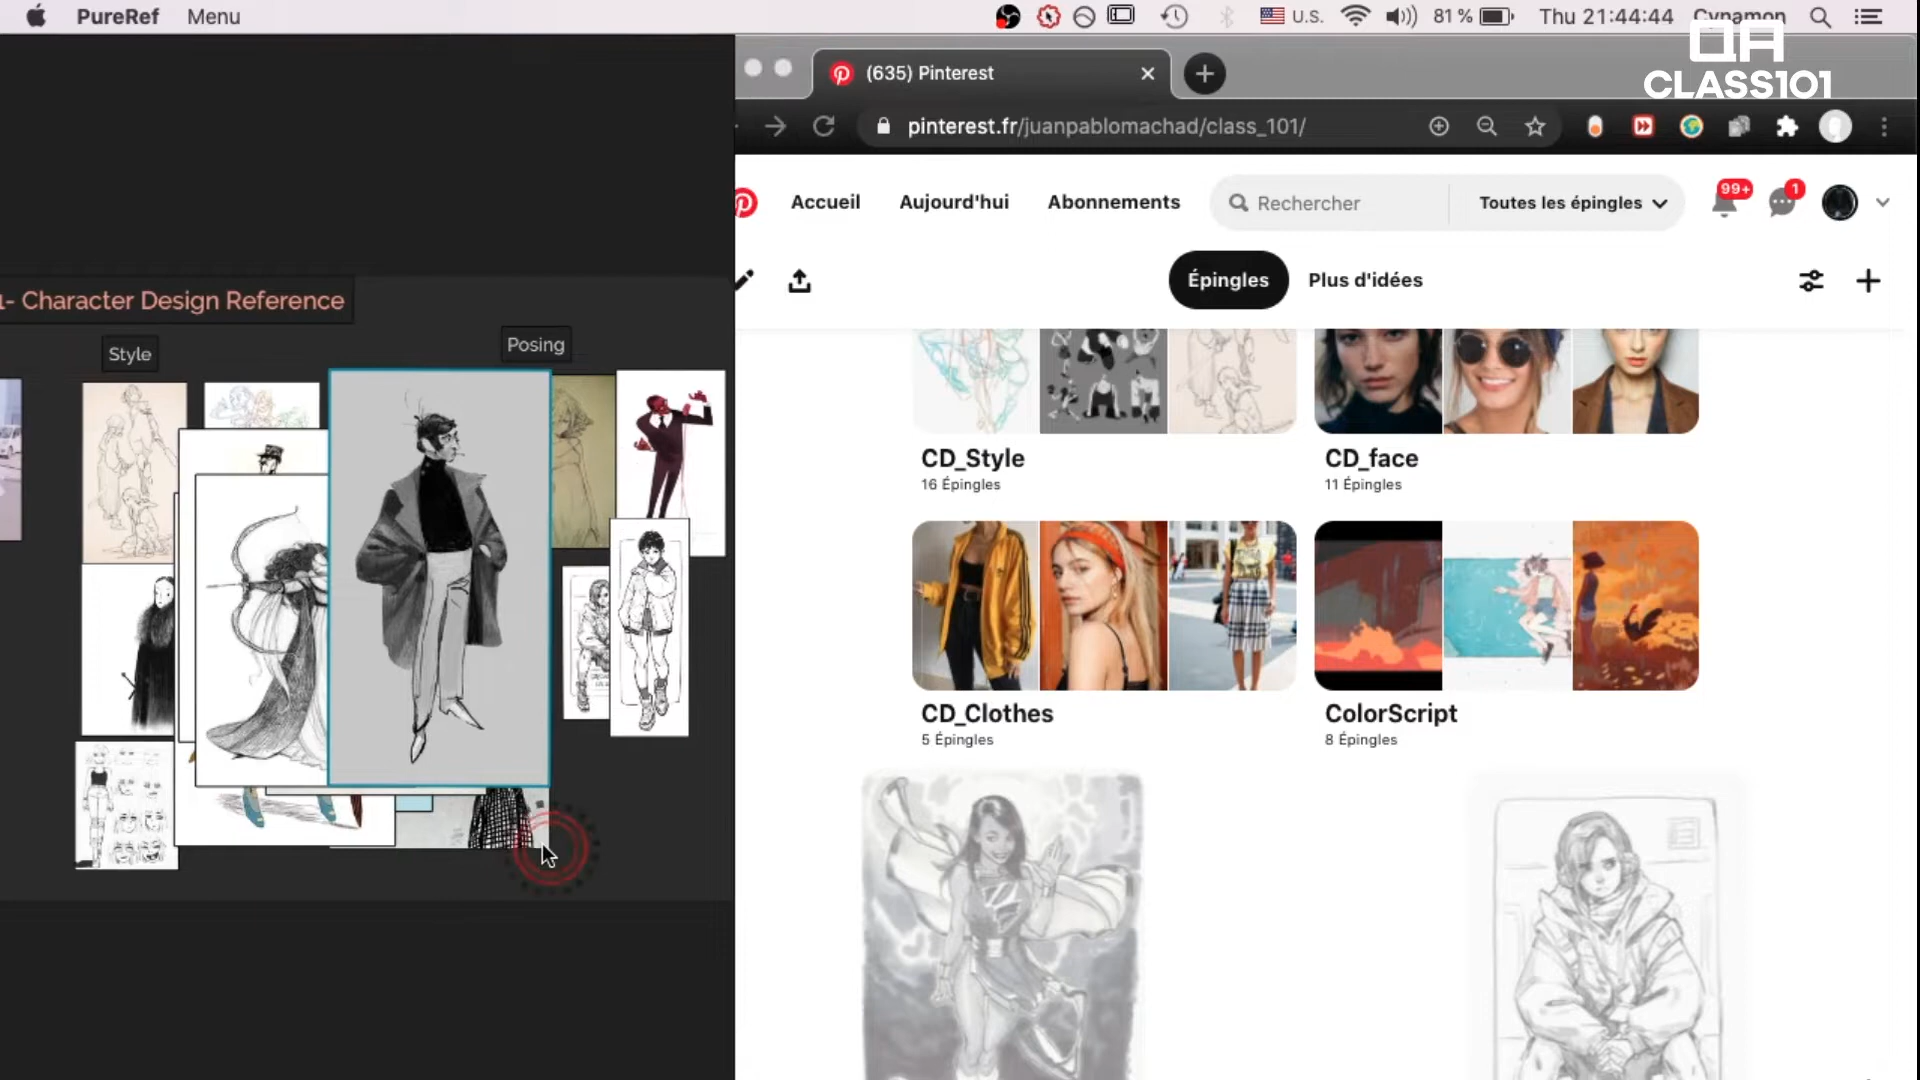 PureRef Menu
U.S. 81 % Thu 21:44:44 Cynamon
CLASS101
(635) Pinterest
pinterest.fr/juanpablomachad/class_101/
Accueil Aujourd'hui Abonnements Rechercher Toutes les épingles 99+ 1
Épingles Plus d'idées
1- Character Design Reference
Style
Posing
CD_Style
16 Épingles
CD_face
11 Épingles
CD_Clothes
5 Épingles
ColorScript
8 Épingles